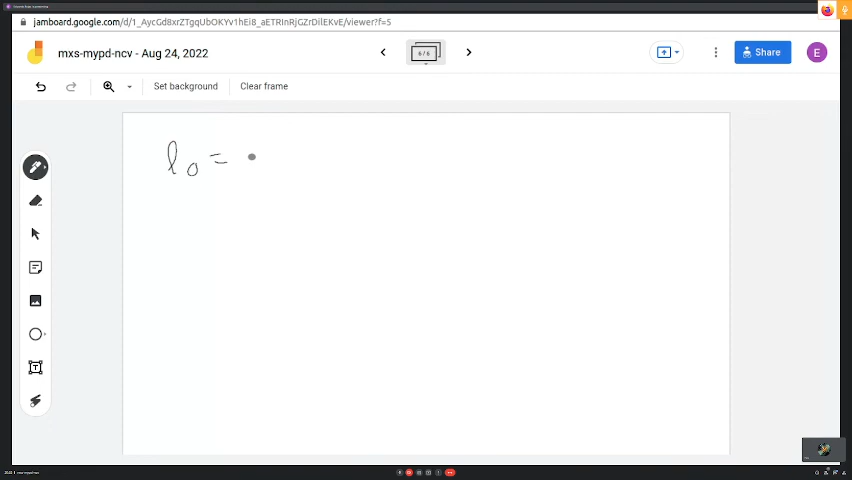 jamboard.google.com/d/1_AycGd8xrZTgqUbOKYv1hEi8_aETRInRjGZrDilEKvE/viewer?f=5
mxs-mypd-ncv - Aug 24, 2022
6 / 6
Share
E
Set background
Clear frame
l₀ =
T